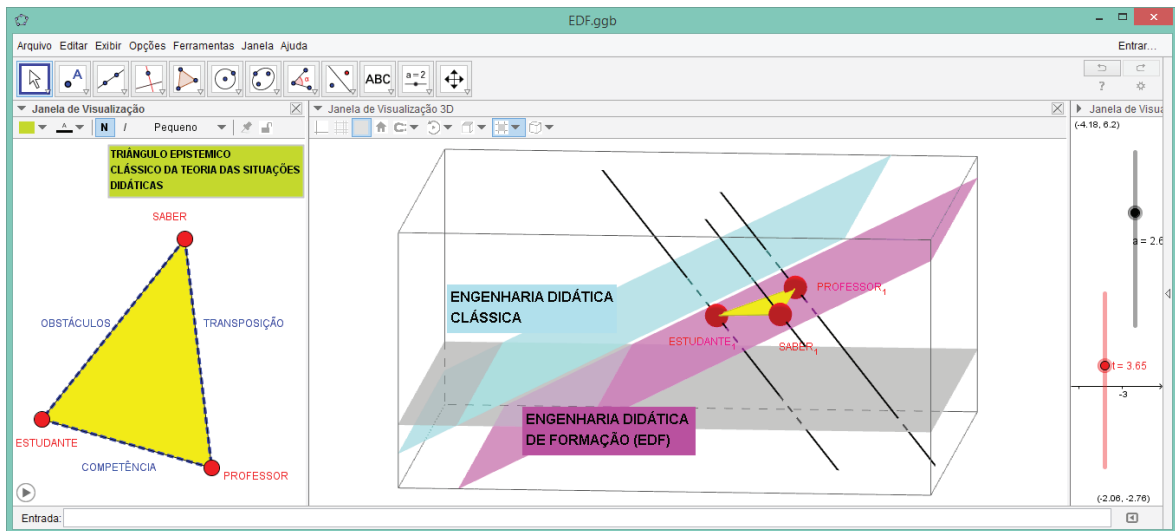 EDF.ggb
Arquivo Editar Exibir Opções Ferramentas Janela Ajuda
Entrar...
A
α
ABC
a=2
?
Janela de Visualização
Janela de Visualização 3D
Janela de Visua
A
N
I
Pequeno
TRIÂNGULO EPISTEMICO
CLÁSSICO DA TEORIA DAS SITUAÇÕES
DIDÁTICAS
SABER
OBSTÁCULOS
TRANSPOSIÇÃO
ESTUDANTE
COMPETÊNCIA
PROFESSOR
ENGENHARIA DIDÁTICA
CLÁSSICA
PROFESSOR1
ESTUDANTE1
SABER1
ENGENHARIA DIDÁTICA
DE FORMAÇÃO (EDF)
(-4.18, 6.2)
a = 2.6
t = 3.65
-3
(-2.06, -2.76)
Entrada: